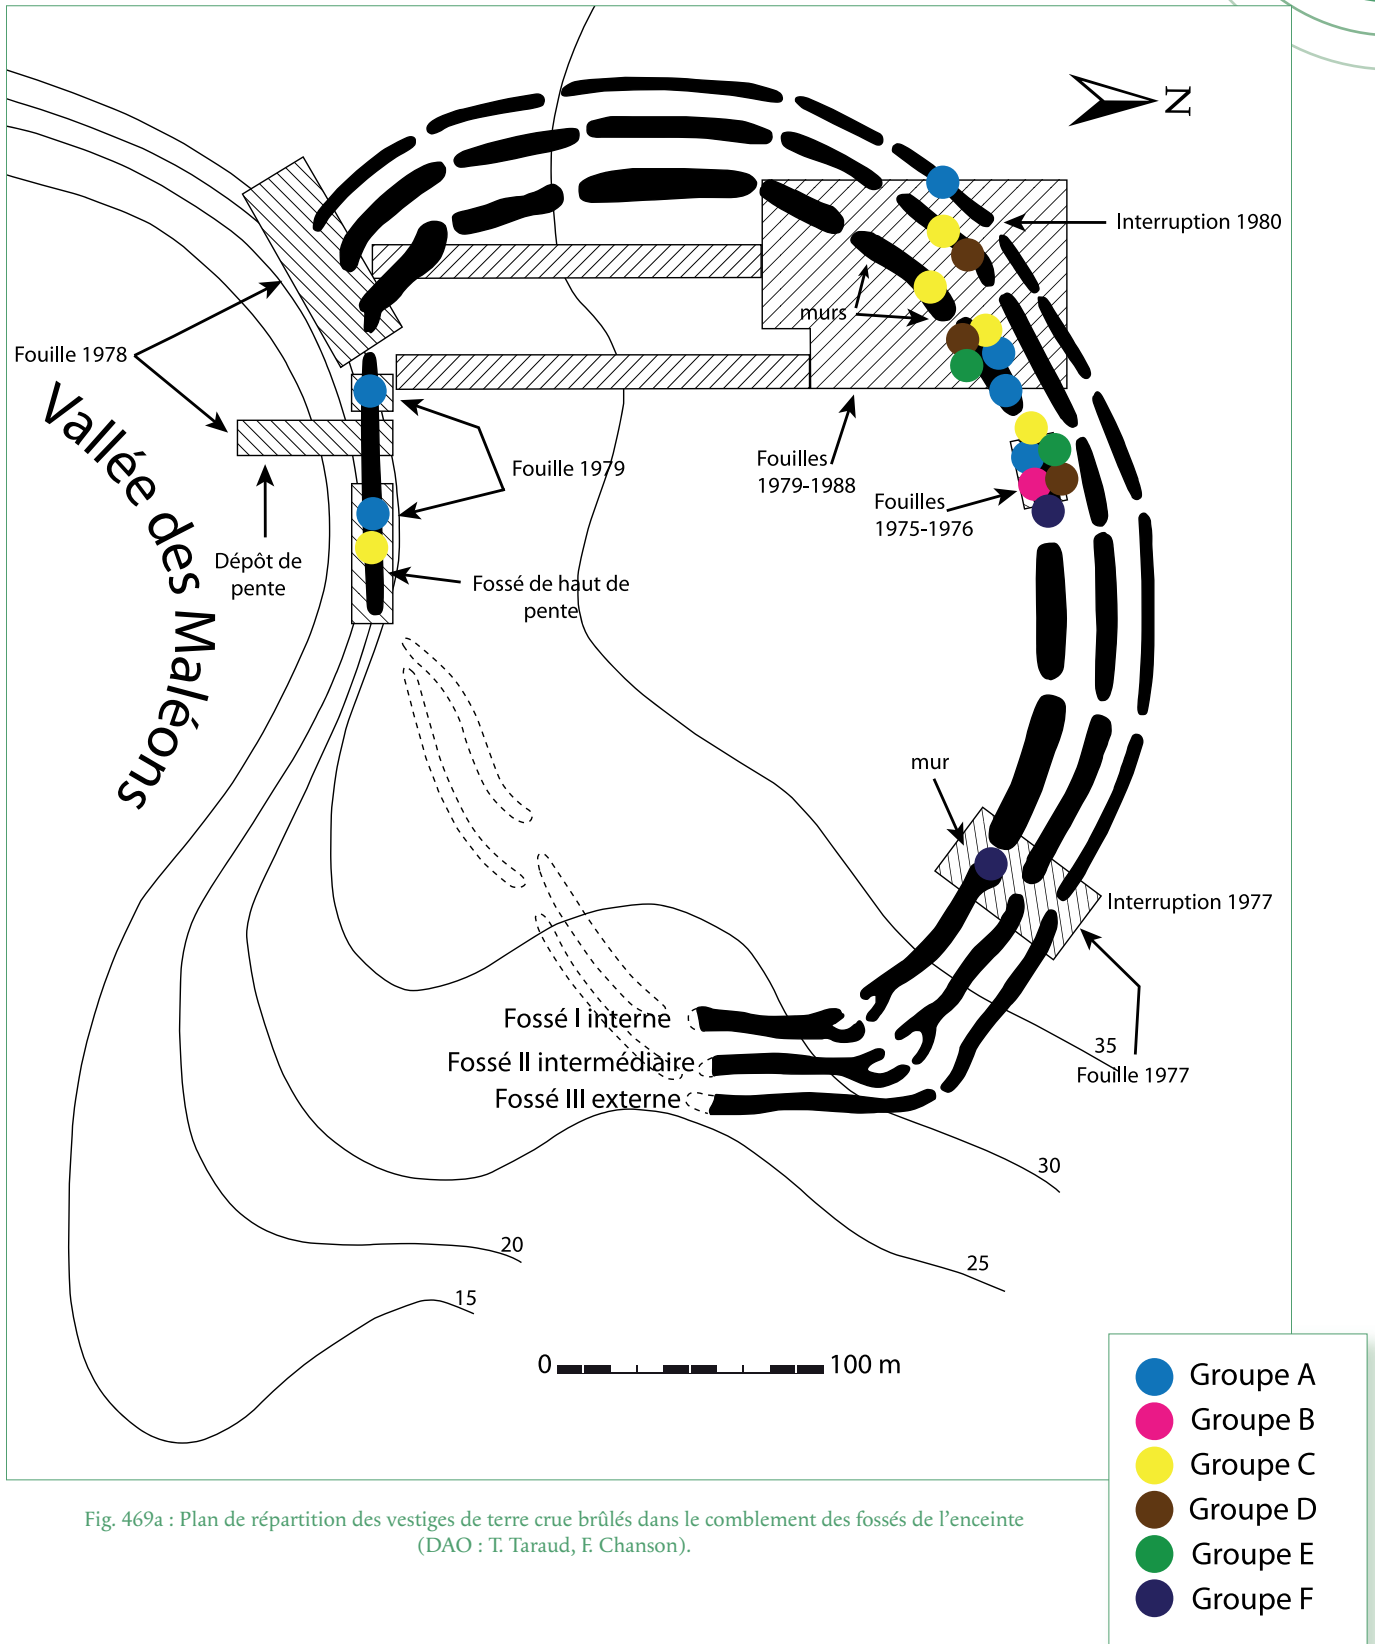 N
Interruption 1980
murs
Fouille 1978
Vallée des Maléons
Fouille 1979
Fouilles
1979-1988
Fouilles
1975-1976
Dépôt de
pente
Fossé de haut de
pente
mur
Interruption 1977
Fossé I interne
Fossé II intermédiaire
Fossé III externe
35
Fouille 1977
30
20
25
15
0
100 m
Groupe A
Groupe B
Groupe C
Groupe D
Groupe E
Groupe F
Fig. 469a : Plan de répartition des vestiges de terre crue brûlés dans le comblement des fossés de l’enceinte
(DAO : T. Taraud, F. Chanson).